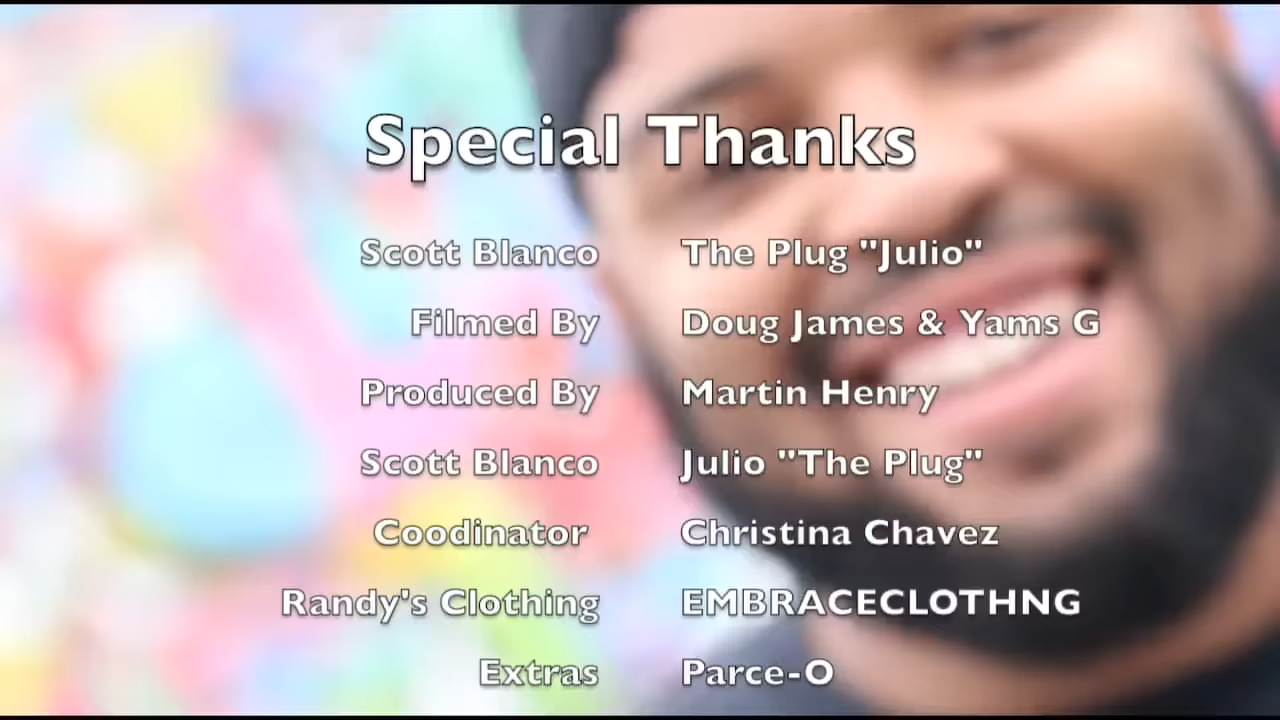 Special Thanks
Scott Blanco The Plug "Julio"
Filmed By Doug James & Yams G
Produced By Martin Henry
Scott Blanco Julio "The Plug"
Coodinator Christina Chavez
Randy's Clothing EMBRACECLOTHNG
Extras Parce-O